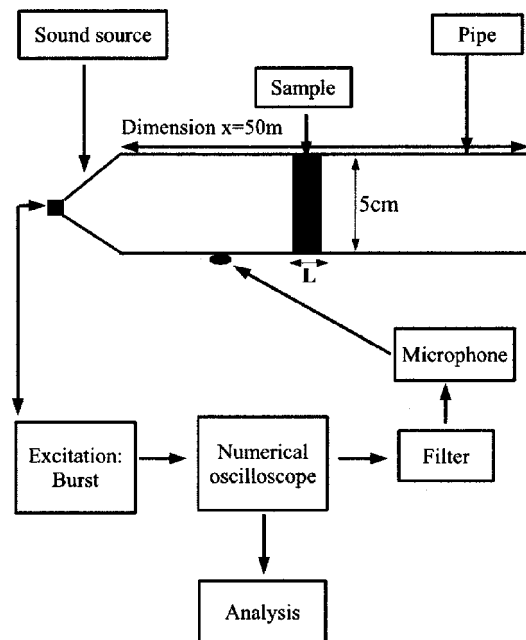 Sound source
Pipe
Sample
Dimension x=50m
5cm
L
Microphone
Excitation:
Burst
Numerical
oscilloscope
Filter
Analysis